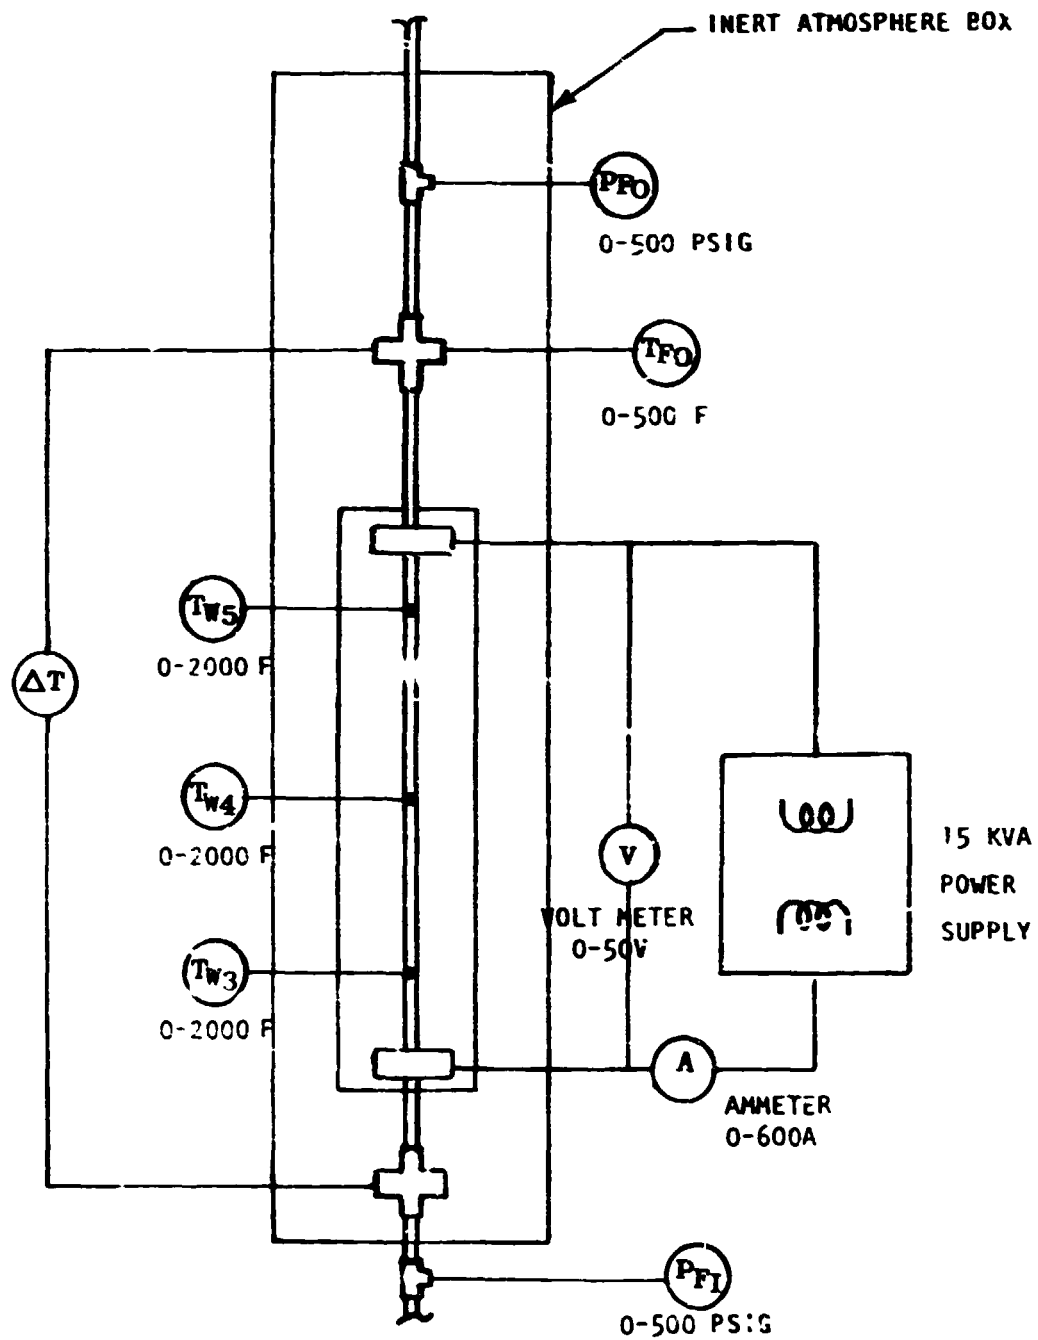 INERT ATMOSPHERE BOX
PFO
0-500 PSIG
TFO
0-500 F
TW5
0-2000 F
ΔT
TW4
0-2000 F
V
VOLT METER
0-50V
15 KVA
POWER
SUPPLY
TW3
0-2000 F
A
AMMETER
0-600A
PFI
0-500 PSIG